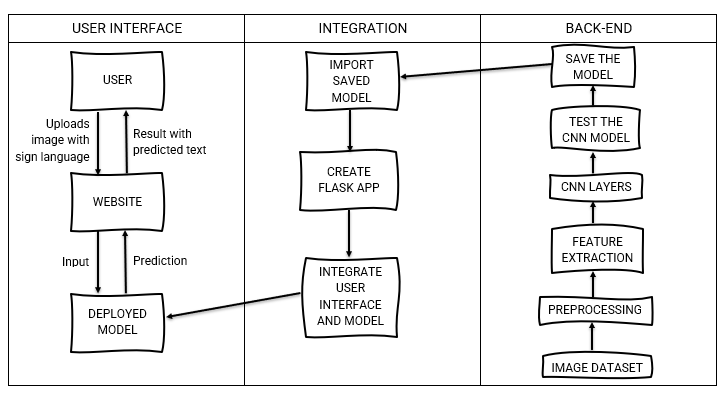 USER INTERFACE
INTEGRATION
BACK-END
USER
Uploads
image with
sign language
Result with
predicted text
WEBSITE
Input
Prediction
DEPLOYED
MODEL
IMPORT
SAVED
MODEL
CREATE
FLASK APP
INTEGRATE
USER
INTERFACE
AND MODEL
SAVE THE
MODEL
TEST THE
CNN MODEL
CNN LAYERS
FEATURE
EXTRACTION
PREPROCESSING
IMAGE DATASET